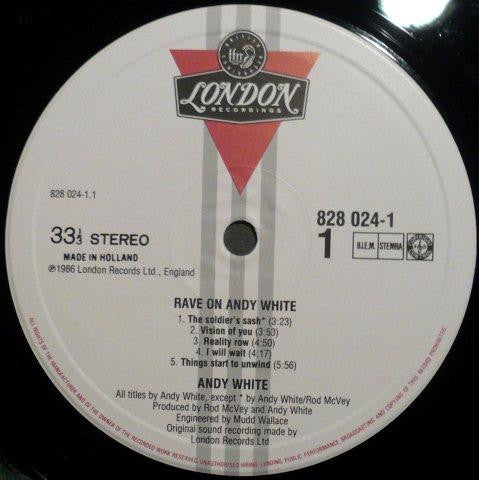 ffrr
LONDON
RECORDINGS
828 024-1.1
828 024-1
33⅓ STEREO
1
B.I.E.M. STEMRA
MADE IN HOLLAND
℗1986 London Records Ltd., England
RAVE ON ANDY WHITE
1. The soldier's sash* (3:23)
2. Vision of you (3:53)
3. Reality row (4:50)
4. I will wait (4:17)
5. Things start to unwind (5:56)
ANDY WHITE
All titles by Andy White, except * by Andy White/Rod McVey
Produced by Rod McVey and Andy White
Engineered by Mudd Wallace
Original sound recording made by
London Records Ltd.
ALL RIGHTS OF THE MANUFACTURER AND OF THE OWNER OF THE RECORDED WORK RESERVED. UNAUTHORISED HIRING, LENDING, PUBLIC PERFORMANCE, BROADCASTING AND COPYING OF THIS RECORD PROHIBITED